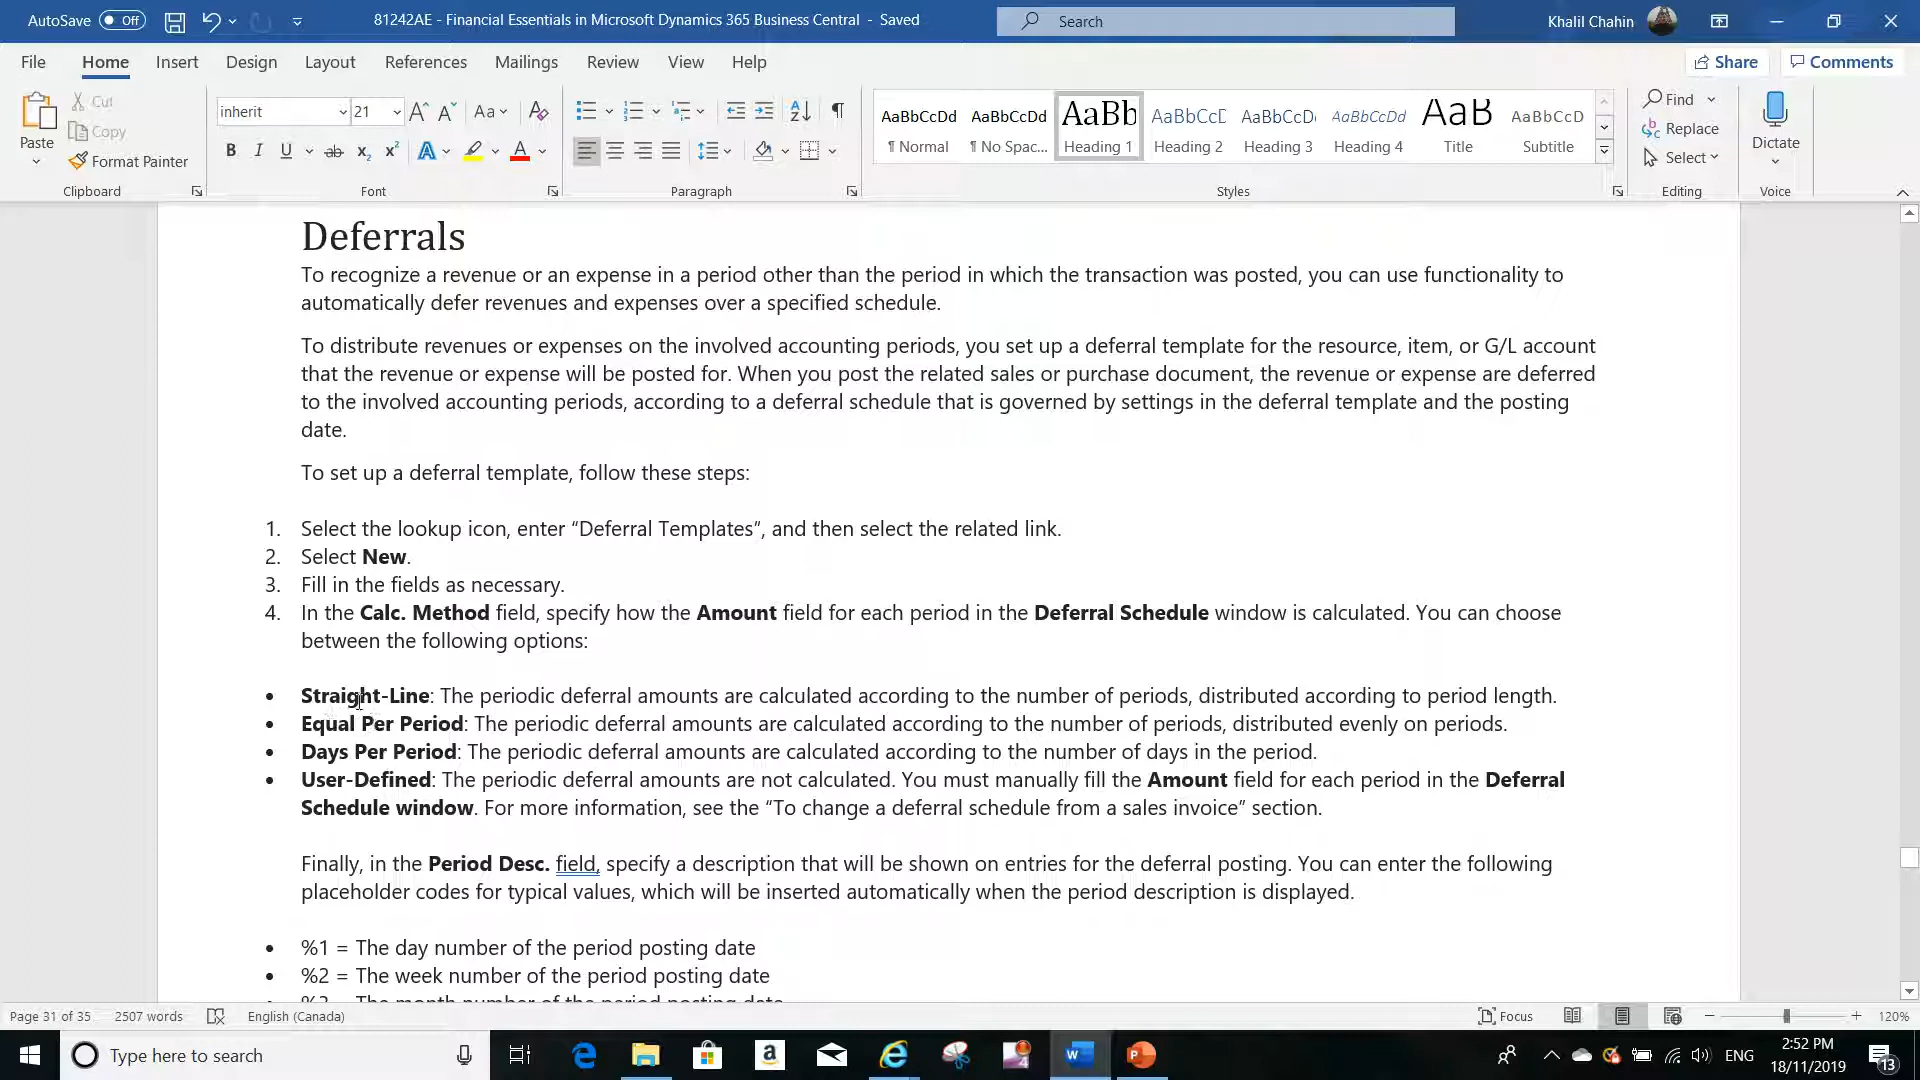 AutoSave Off 81242AE - Financial Essentials in Microsoft Dynamics 365 Business Central - Saved Search Khalil Chahin
File Home Insert Design Layout References Mailings Review View Help Share Comments
Cut
inherit 21 Aa
AaBbCcDd AaBbCcDd AaBb AaBbCcD AaBbCcD AaBbCcDd AaB AaBbCcD
Find
Copy
Replace
Paste
Format Painter
B I U ab x₂ x² A A
¶ Normal ¶ No Spac... Heading 1 Heading 2 Heading 3 Heading 4 Title Subtitle
Select
Dictate
Clipboard Font Paragraph Styles Editing Voice
Deferrals
To recognize a revenue or an expense in a period other than the period in which the transaction was posted, you can use functionality to
automatically defer revenues and expenses over a specified schedule.
To distribute revenues or expenses on the involved accounting periods, you set up a deferral template for the resource, item, or G/L account
that the revenue or expense will be posted for. When you post the related sales or purchase document, the revenue or expense are deferred
to the involved accounting periods, according to a deferral schedule that is governed by settings in the deferral template and the posting
date.
To set up a deferral template, follow these steps:
1. Select the lookup icon, enter “Deferral Templates“, and then select the related link.
2. Select New.
3. Fill in the fields as necessary.
4. In the Calc. Method field, specify how the Amount field for each period in the Deferral Schedule window is calculated. You can choose
between the following options:
• Straight-Line: The periodic deferral amounts are calculated according to the number of periods, distributed according to period length.
• Equal Per Period: The periodic deferral amounts are calculated according to the number of periods, distributed evenly on periods.
• Days Per Period: The periodic deferral amounts are calculated according to the number of days in the period.
• User-Defined: The periodic deferral amounts are not calculated. You must manually fill the Amount field for each period in the Deferral
Schedule window. For more information, see the “To change a deferral schedule from a sales invoice” section.
Finally, in the Period Desc. field, specify a description that will be shown on entries for the deferral posting. You can enter the following
placeholder codes for typical values, which will be inserted automatically when the period description is displayed.
• %1 = The day number of the period posting date
• %2 = The week number of the period posting date
• %3 = The month number of the period posting date
Page 31 of 35 2507 words English (Canada) Focus 120%
Type here to search ENG 2:52 PM
18/11/2019 13